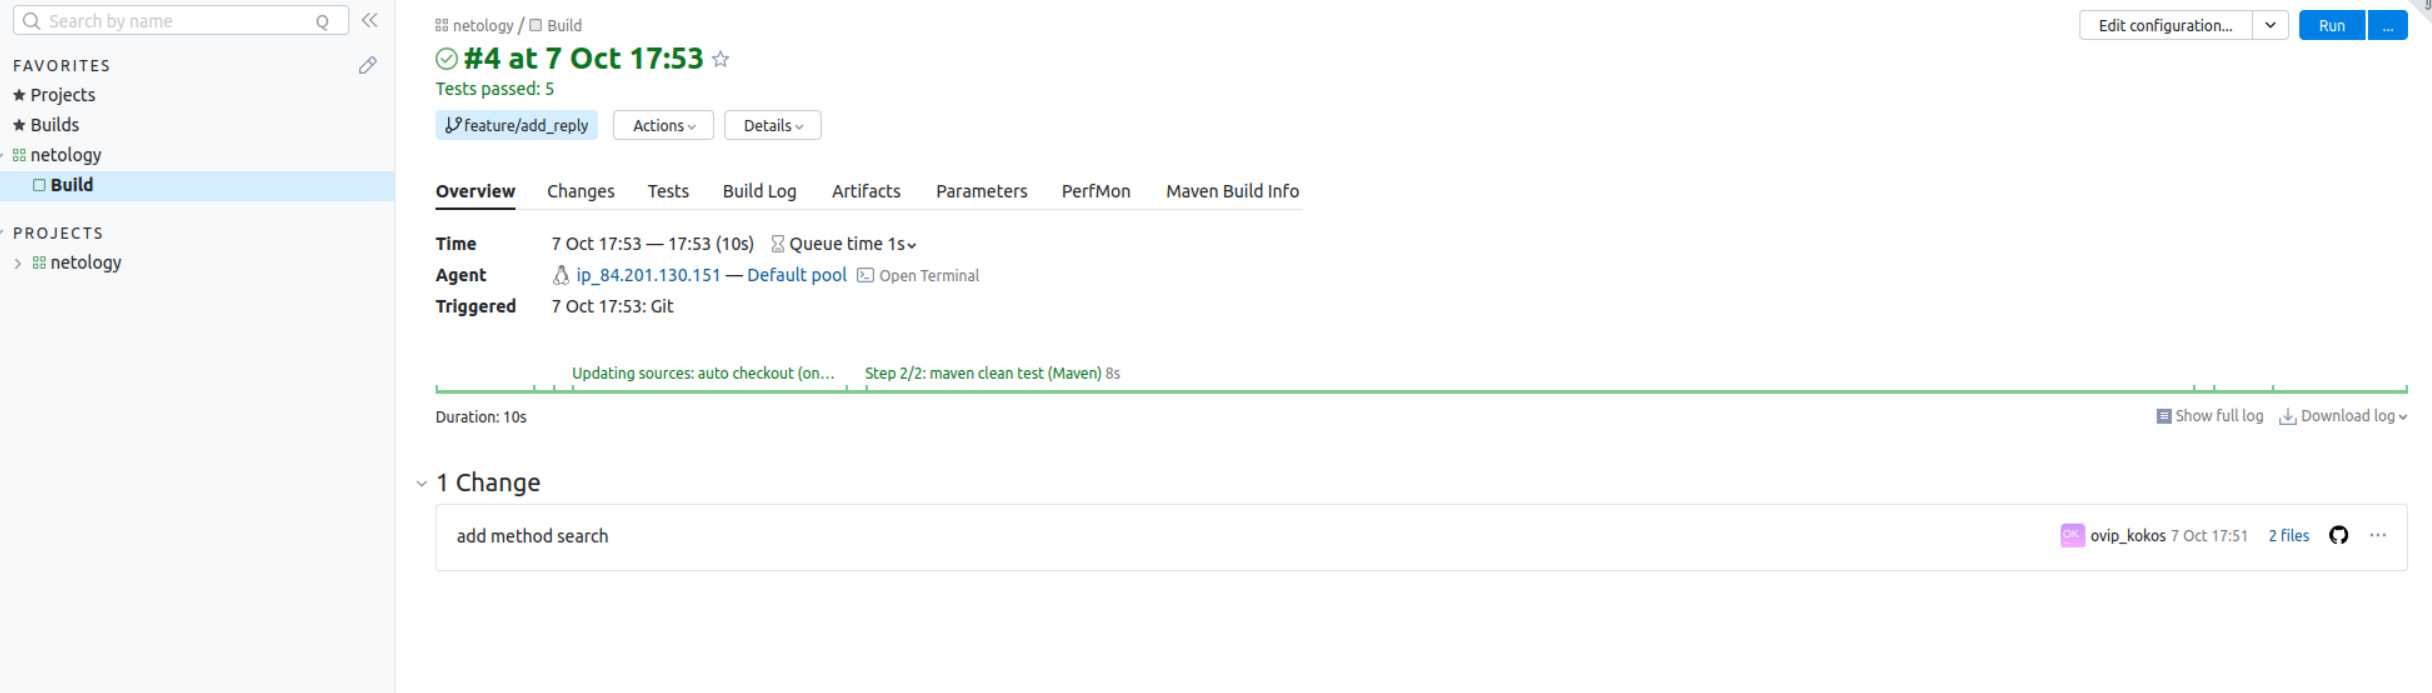 Search by name
Q
FAVORITES
Projects
Builds
netology
Build
PROJECTS
netology
netology / Build
Edit configuration...
Run
...
#4 at 7 Oct 17:53
Tests passed: 5
feature/add_reply
Actions
Details
Overview Changes Tests Build Log Artifacts Parameters PerfMon Maven Build Info
Time 7 Oct 17:53 — 17:53 (10s) Queue time 1s
Agent ip_84.201.130.151 — Default pool Open Terminal
Triggered 7 Oct 17:53: Git
Updating sources: auto checkout (on... Step 2/2: maven clean test (Maven) 8s
Duration: 10s Show full log Download log
1 Change
add method search OK ovip_kokos 7 Oct 17:51 2 files ...